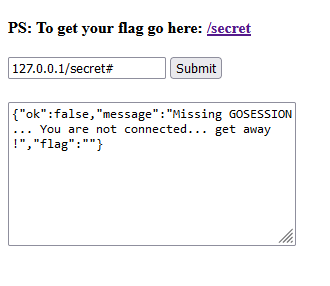 PS: To get your flag go here: /secret
127.0.0.1/secret# Submit
{"ok":false,"message":"Missing GOSESSION
... You are not connected... get away
!","flag":""}